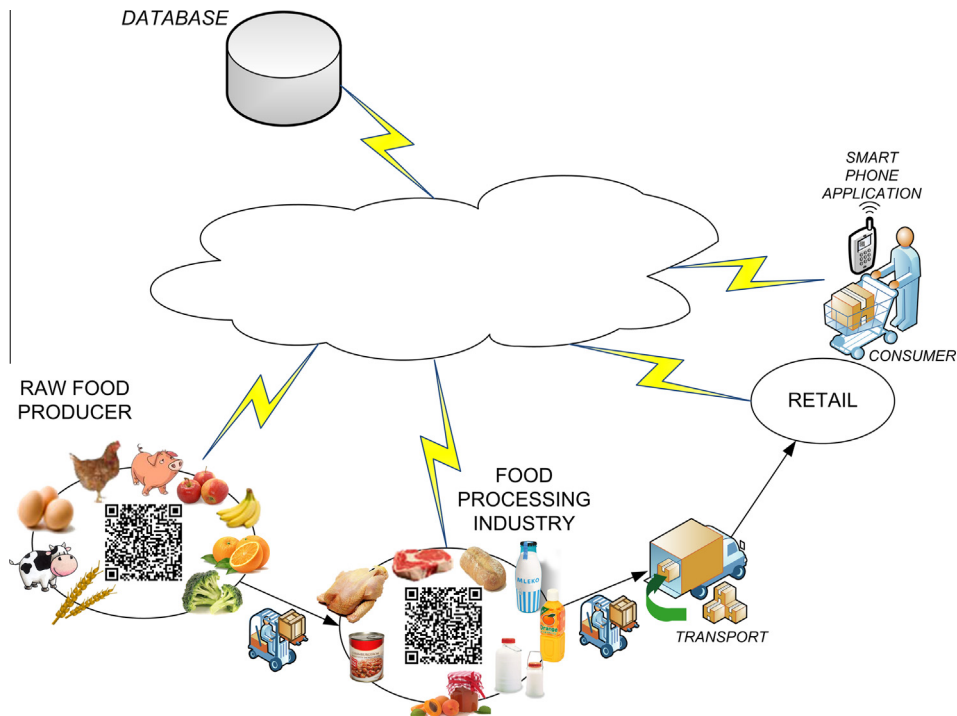 DATABASE
SMART
PHONE
APPLICATION
CONSUMER
RAW FOOD
PRODUCER
RETAIL
FOOD
PROCESSING
INDUSTRY
MLEKO
TRANSPORT